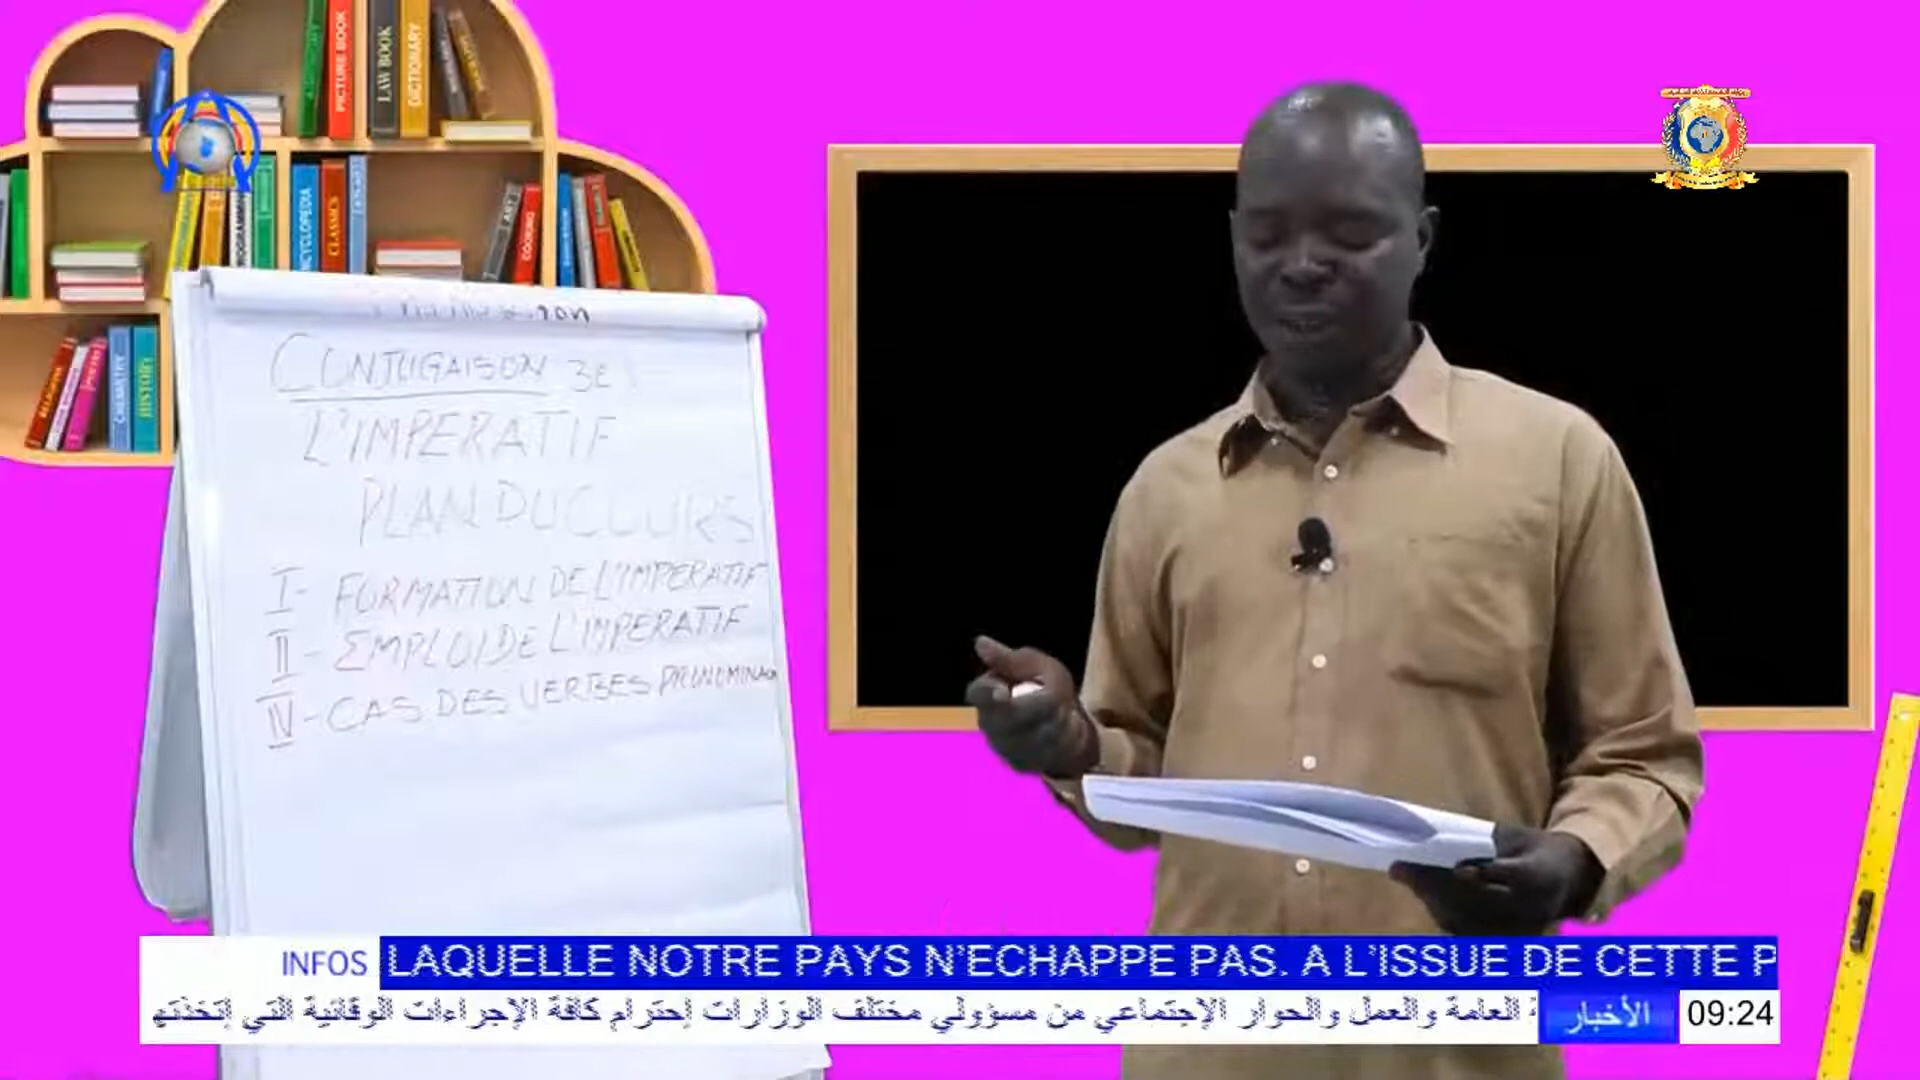 PICTURE BOOK
LAW BOOK
DICTIONARY
ENCYCLOPEDIA
CLASSICS
ART
COOKING
RELIGION
CHEMISTRY
HISTORY
CONJUGAISON 3E
L'IMPERATIF
PLAN DU COURS
I- FORMATION DE L'IMPERATIF
II- EMPLOI DE L'IMPERATIF
IV- CAS DES VERBES PRONOMINAUX
INFOS LAQUELLE NOTRE PAYS N'ECHAPPE PAS. A L'ISSUE DE CETTE P
الأخبار العامة والعمل والحوار الإجتماعي من مسؤولي مختلف الوزارات إحترام كافة الإجراءات الوقائية التي إتخذتها
09:24